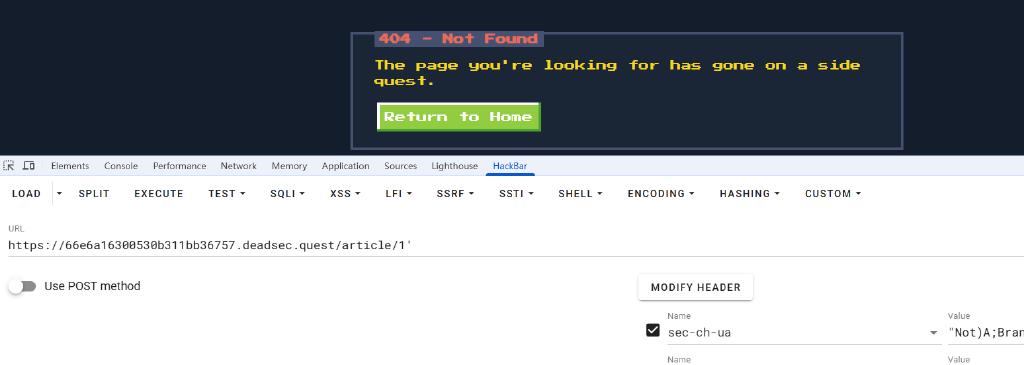 404 - Not Found
The page you're looking for has gone on a side
quest.
Return to Home
Elements Console Performance Network Memory Application Sources Lighthouse HackBar
LOAD SPLIT EXECUTE TEST SQLI XSS LFI SSRF SSTI SHELL ENCODING HASHING CUSTOM
URL
https://66e6a16300530b311bb36757.deadsec.quest/article/1'
Use POST method
MODIFY HEADER
Name Value
sec-ch-ua "Not)A;Bran
Name Value